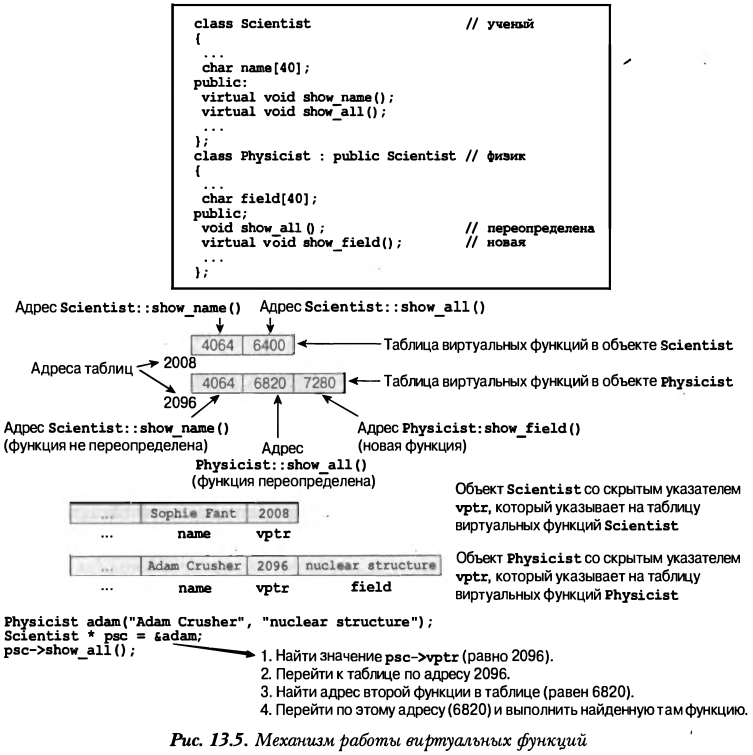 class Scientist // ученый
{
...
char name[40];
public:
virtual void show_name();
virtual void show_all();
...
};
class Physicist : public Scientist // физик
{
...
char field[40];
public;
void show_all(); // переопределена
virtual void show_field(); // новая
...
};
Адрес Scientist::show_name() Адрес Scientist::show_all()
4064 6400 Таблица виртуальных функций в объекте Scientist
Адреса таблиц 2008
4064 6820 7280 Таблица виртуальных функций в объекте Physicist
2096
Адрес Scientist::show_name()
(функция не переопределена)
Адрес
Physicist::show_all()
(функция переопределена)
Адрес Physicist:show_field()
(новая функция)
... Sophie Fant 2008
... name vptr
Объект Scientist со скрытым указателем
vptr, который указывает на таблицу
виртуальных функций Scientist
... Adam Crusher 2096 nuclear structure
... name vptr field
Объект Physicist со скрытым указателем
vptr, который указывает на таблицу
виртуальных функций Physicist
Physicist adam("Adam Crusher", "nuclear structure");
Scientist * psc = &adam;
psc->show_all();
1. Найти значение psc->vptr (равно 2096).
2. Перейти к таблице по адресу 2096.
3. Найти адрес второй функции в таблице (равен 6820).
4. Перейти по этому адресу (6820) и выполнить найденную там функцию.
Рис. 13.5. Механизм работы виртуальных функций